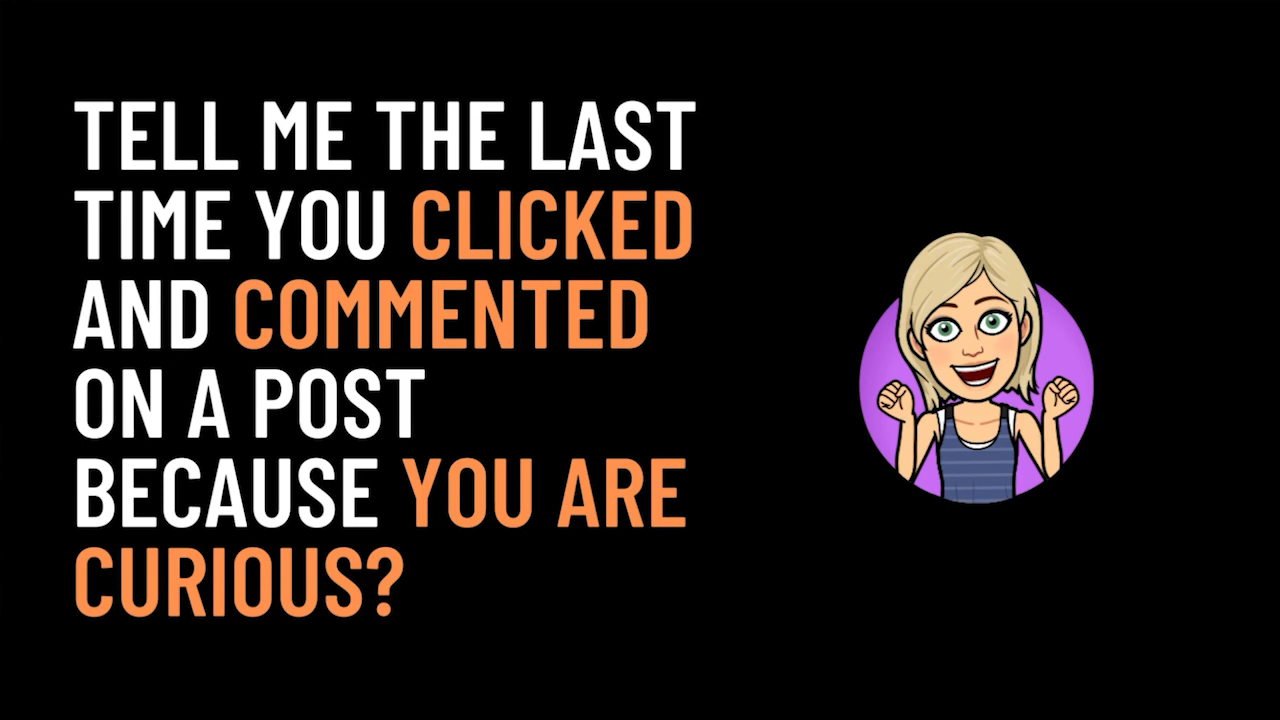 TELL ME THE LAST
TIME YOU CLICKED
AND COMMENTED
ON A POST
BECAUSE YOU ARE
CURIOUS?